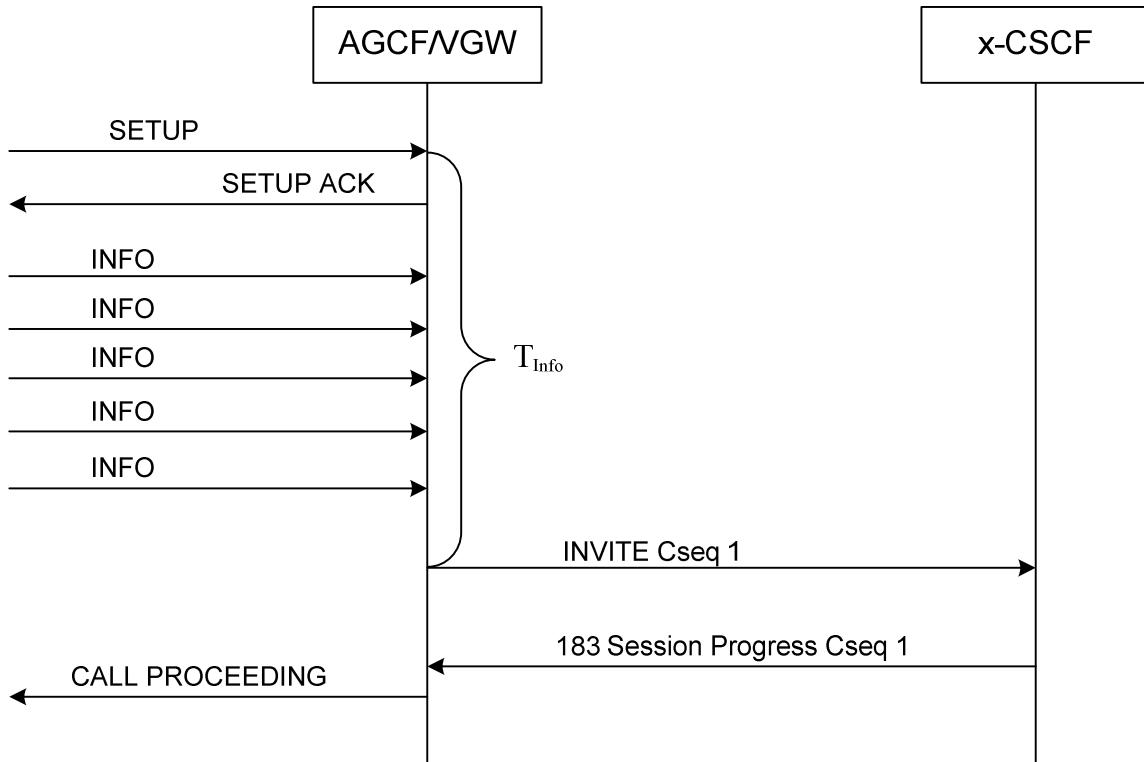 AGCF/VGW
x-CSCF
SETUP
SETUP ACK
INFO
INFO
INFO
T_Info
INFO
INFO
INVITE Cseq 1
183 Session Progress Cseq 1
CALL PROCEEDING